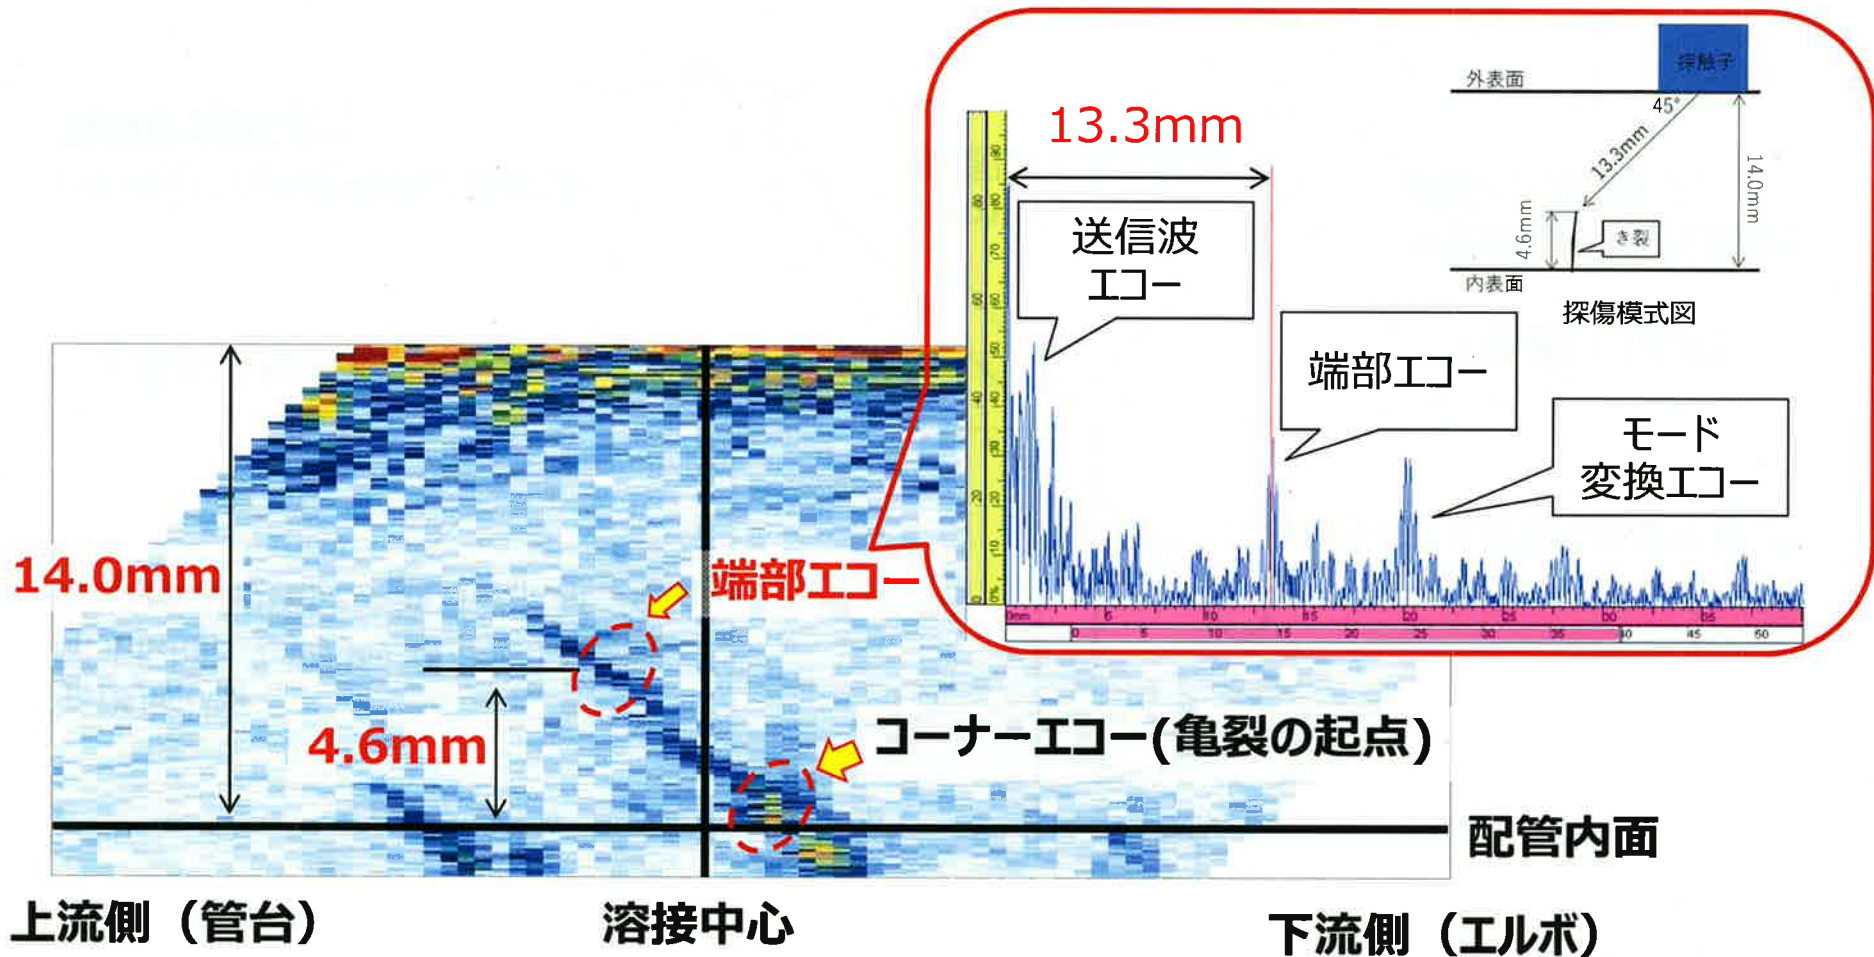 13.3mm
送信波
エコー
端部エコー
モード
変換エコー
外表面
探触子
45°
13.3mm
14.0mm
4.6mm
き裂
内表面
探傷模式図
14.0mm
端部エコー
4.6mm
コーナーエコー(亀裂の起点)
配管内面
上流側（管台）
溶接中心
下流側（エルボ）